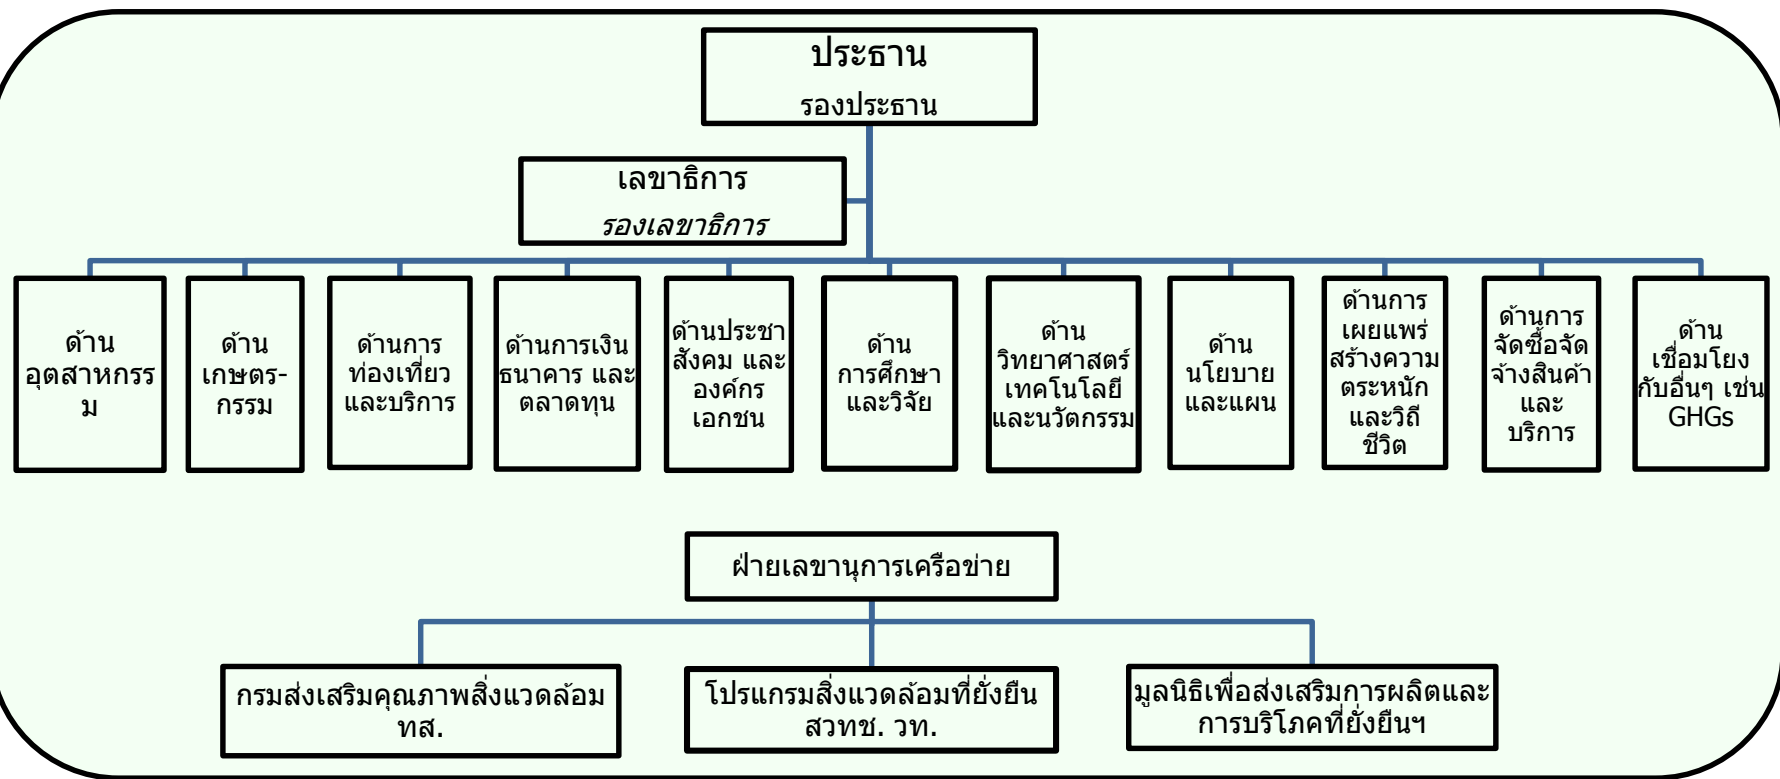 ประธาน
รองประธาน
เลขาธิการ
รองเลขาธิการ
ด้าน
อุตสาหกรร
ม
ด้าน
เกษตร-
กรรม
ด้านการ
ท่องเที่ยว
และบริการ
ด้านการเงิน
ธนาคาร และ
ตลาดทุน
ด้านประชา
สังคม และ
องค์กร
เอกชน
ด้าน
การศึกษา
และวิจัย
ด้าน
วิทยาศาสตร์
เทคโนโลยี
และนวัตกรรม
ด้าน
นโยบาย
และแผน
ด้านการ
เผยแพร่
สร้างความ
ตระหนัก
และวิถี
ชีวิต
ด้านการ
จัดซื้อจัด
จ้างสินค้า
และ
บริการ
ด้าน
เชื่อมโยง
กับอื่นๆ เช่น
GHGs
ฝ่ายเลขานุการเครือข่าย
กรมส่งเสริมคุณภาพสิ่งแวดล้อม
ทส.
โปรแกรมสิ่งแวดล้อมที่ยั่งยืน
สวทช. วท.
มูลนิธิเพื่อส่งเสริมการผลิตและ
การบริโภคที่ยั่งยืนฯ